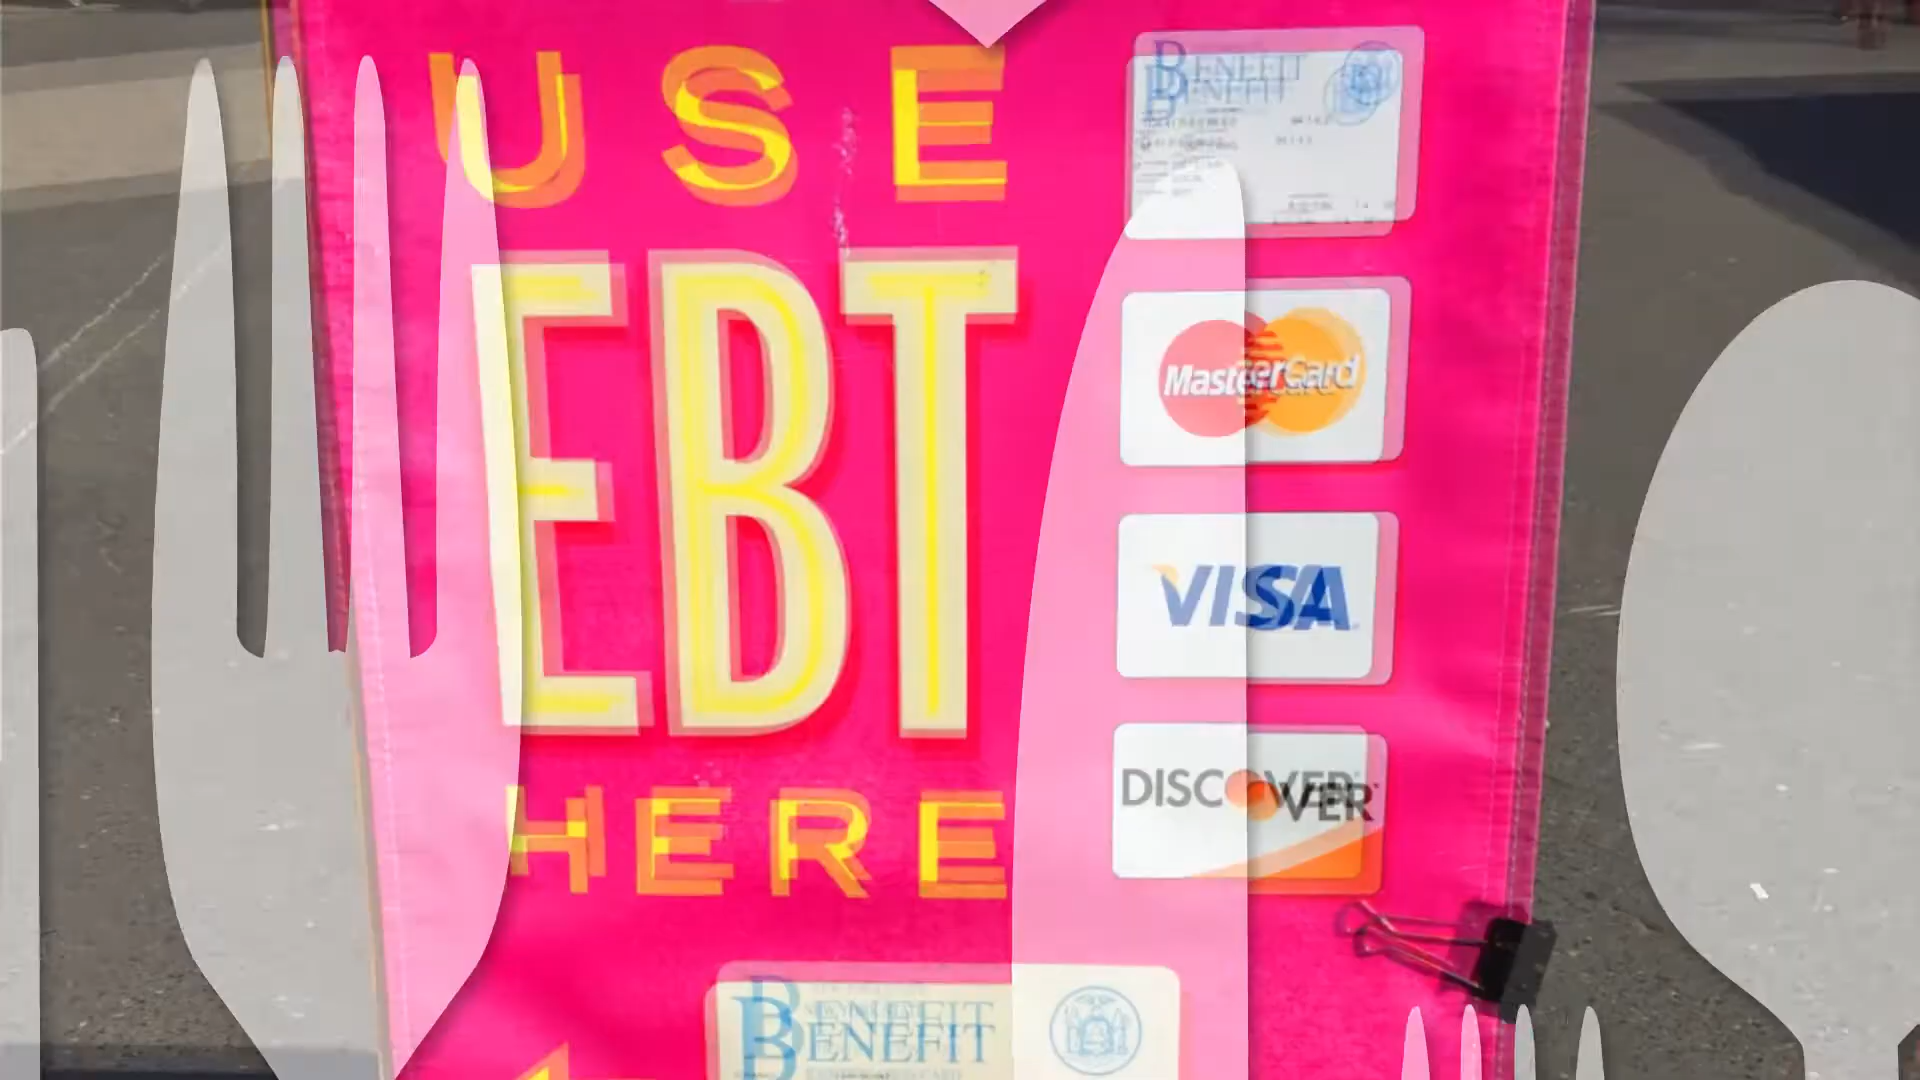 USE
EBT
HERE
BENEFIT
MasterCard
VISA
DISCOVER
BENEFIT